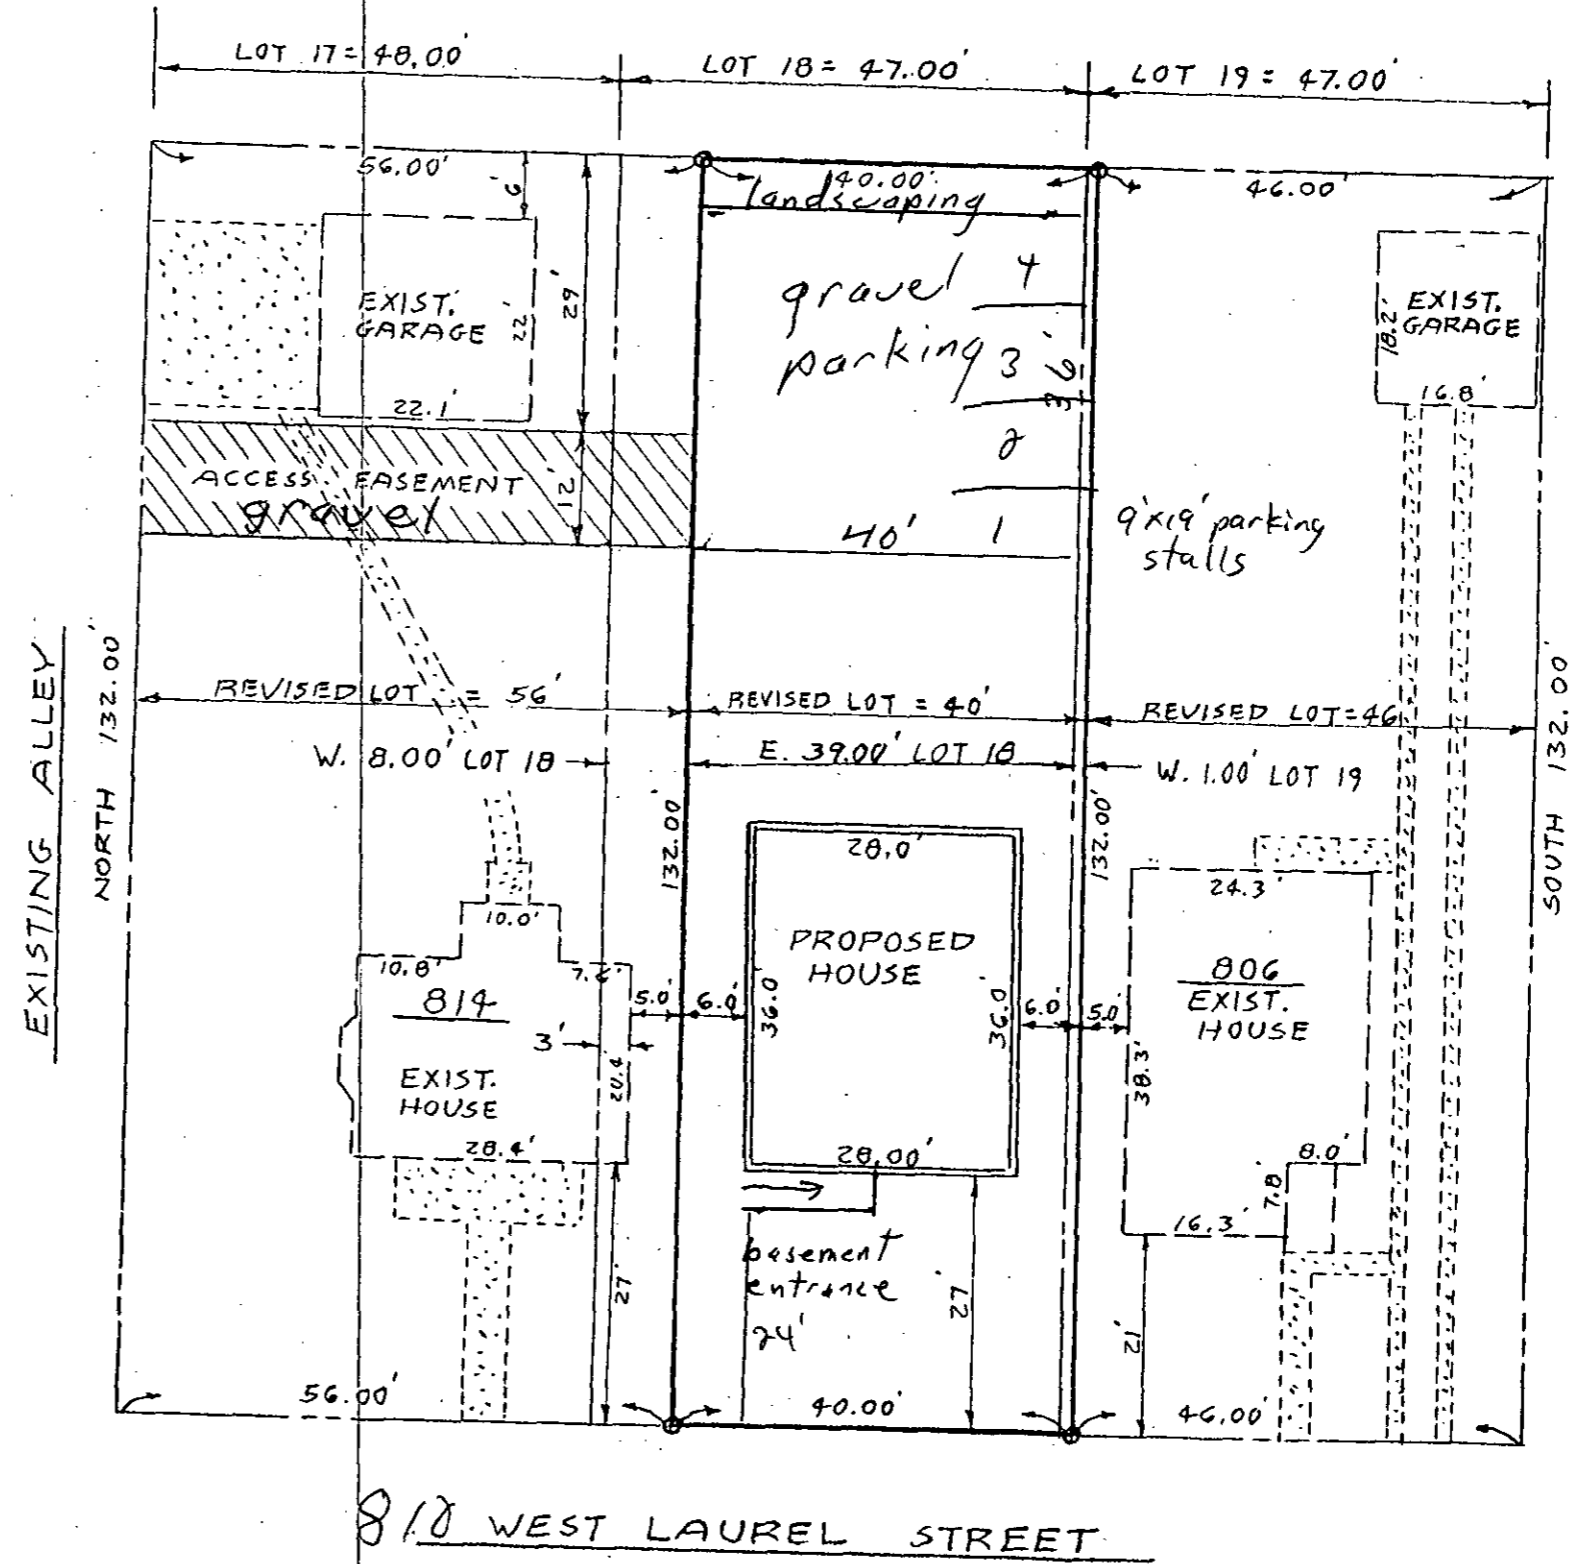 LOT 17 = 48.00'
LOT 18 = 47.00'
LOT 19 = 47.00'
56.00'
40.00'
46.00'
landscaping
6'
29'
gravel
parking
4
3
2
1
36'
EXIST.
GARAGE
22'
22.1'
EXIST.
GARAGE
18.2'
16.8'
ACCESS EASEMENT
gravel
12'
40'
9'x19' parking
stalls
EXISTING ALLEY
NORTH 132.00'
SOUTH 132.00'
REVISED LOT = 56'
REVISED LOT = 40'
REVISED LOT = 46
W. 8.00' LOT 18
E. 39.00' LOT 18
W. 1.00' LOT 19
132.00'
132.00'
28.0'
PROPOSED
HOUSE
36.0'
36.0'
28.00'
10.0'
10.8'
814
3'
20.4
EXIST.
HOUSE
28.4'
5.0'
6.0'
6.0'
5.0'
24.3'
806
EXIST.
HOUSE
38.3'
8.0'
7.8
16.3'
basement
entrance
24'
27'
27'
21'
56.00'
40.00'
46.00'
810 WEST LAUREL STREET